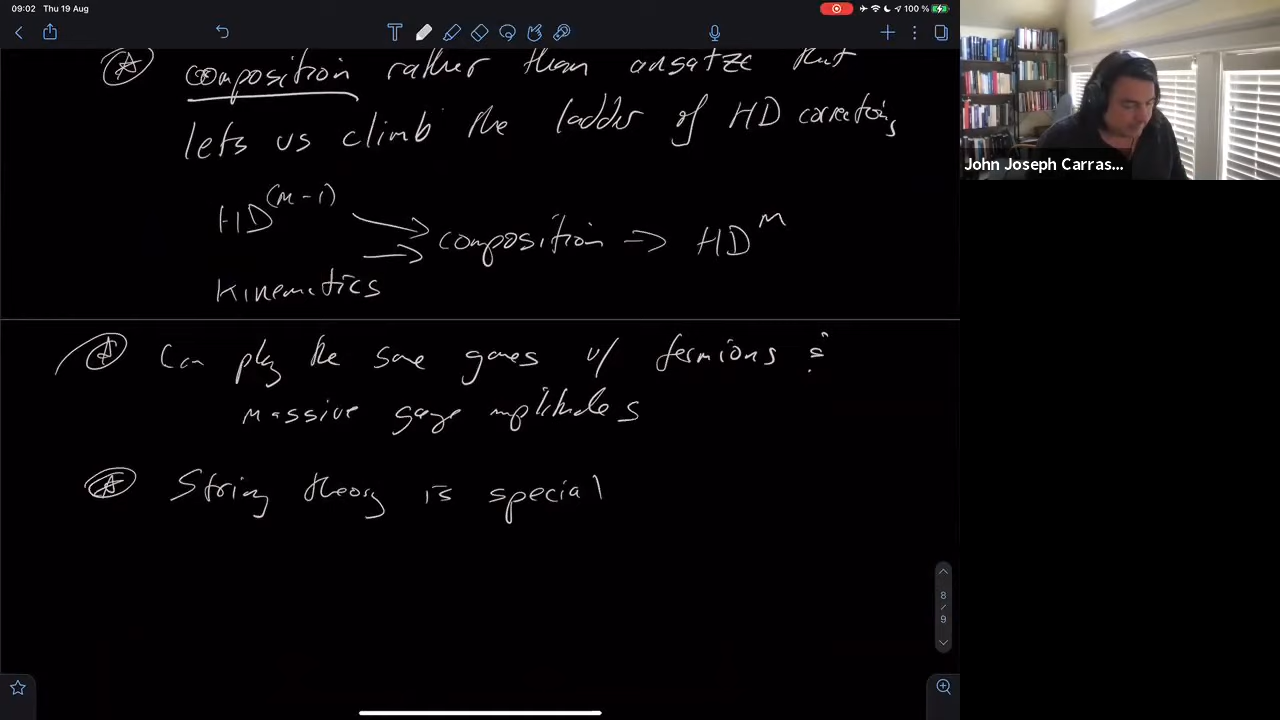 09:02 Thu 19 Aug
100 %
composition rather than ansatze that
lets us climb the ladder of HD corrections
HD^(m-1)
composition → HD^m
Kinematics
Can play the same games w/ fermions &
massive gauge amplitudes
String theory is special
8
/
9
John Joseph Carras...